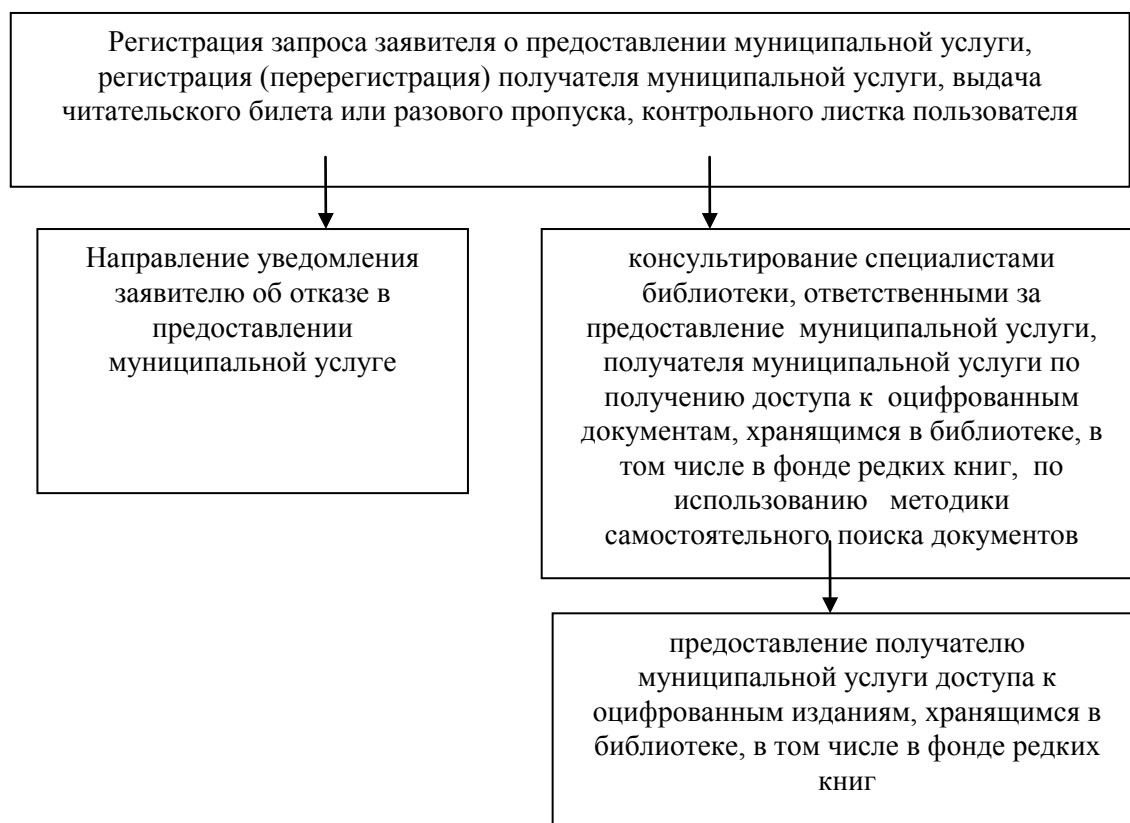 Регистрация запроса заявителя о предоставлении муниципальной услуги,
регистрация (перерегистрация) получателя муниципальной услуги, выдача
читательского билета или разового пропуска, контрольного листка пользователя
Направление уведомления
заявителю об отказе в
предоставлении
муниципальной услуге
консультирование специалистами
библиотеки, ответственными за
предоставление муниципальной услуги,
получателя муниципальной услуги по
получению доступа к оцифрованным
документам, хранящимся в библиотеке, в
том числе в фонде редких книг, по
использованию методики
самостоятельного поиска документов
предоставление получателю
муниципальной услуги доступа к
оцифрованным изданиям, хранящимся в
библиотеке, в том числе в фонде редких
книг